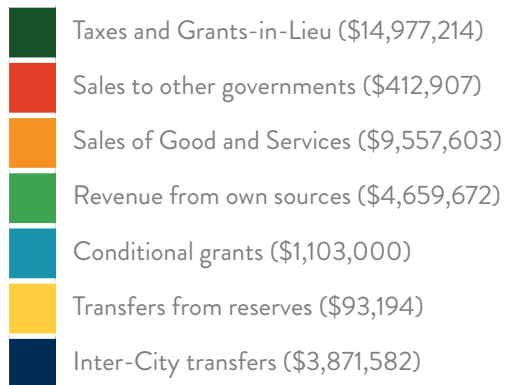 Taxes and Grants-in-Lieu ($14,977,214)
Sales to other governments ($412,907)
Sales of Good and Services ($9,557,603)
Revenue from own sources ($4,659,672)
Conditional grants ($1,103,000)
Transfers from reserves ($93,194)
Inter-City transfers ($3,871,582)